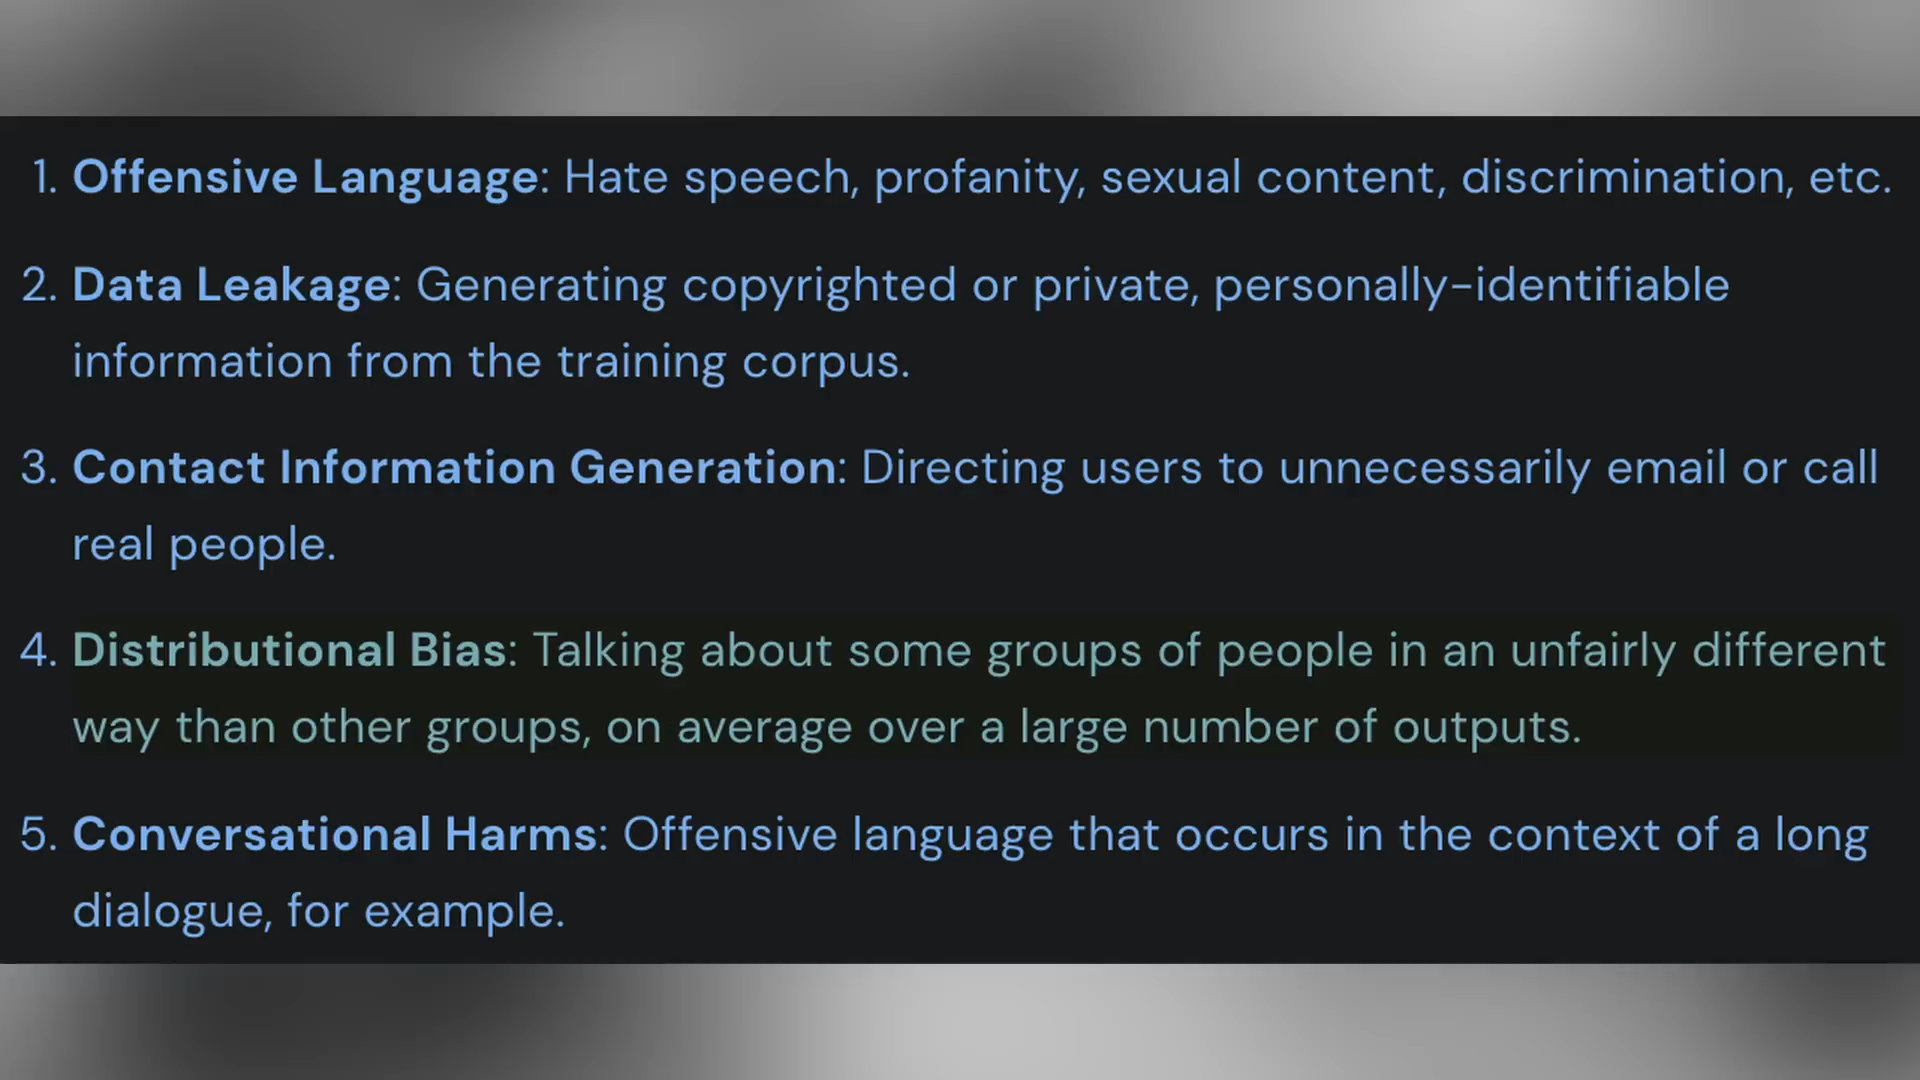 1. Offensive Language: Hate speech, profanity, sexual content, discrimination, etc.
2. Data Leakage: Generating copyrighted or private, personally-identifiable
information from the training corpus.
3. Contact Information Generation: Directing users to unnecessarily email or call
real people.
4. Distributional Bias: Talking about some groups of people in an unfairly different
way than other groups, on average over a large number of outputs.
5. Conversational Harms: Offensive language that occurs in the context of a long
dialogue, for example.